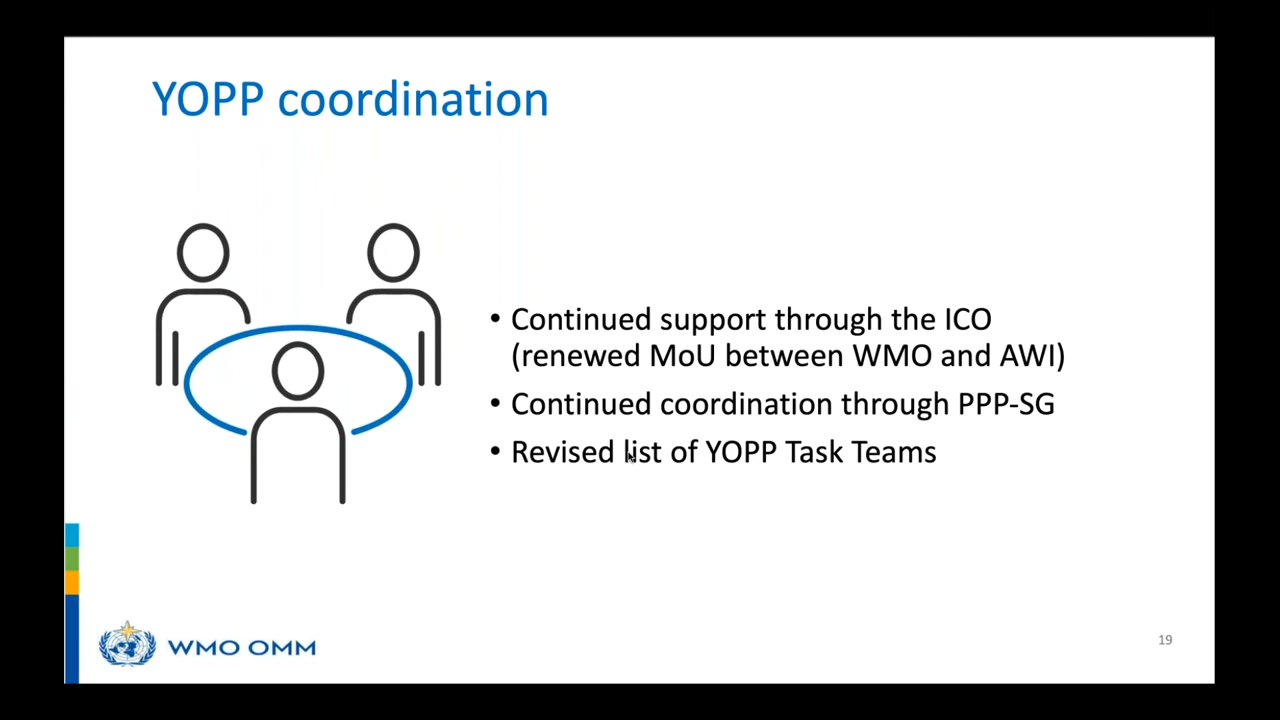 YOPP coordination
• Continued support through the ICO
(renewed MoU between WMO and AWI)
• Continued coordination through PPP-SG
• Revised list of YOPP Task Teams
WMO OMM
19